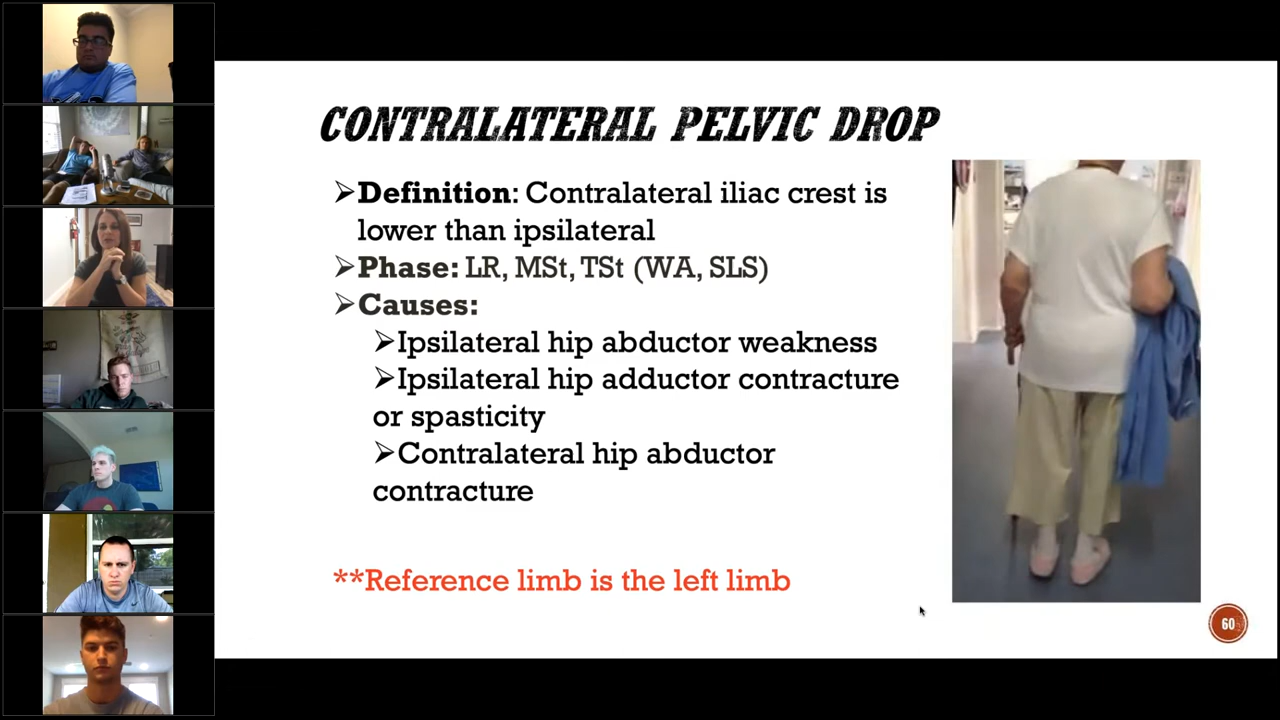 CONTRALATERAL PELVIC DROP
➢Definition: Contralateral iliac crest is
lower than ipsilateral
➢Phase: LR, MSt, TSt (WA, SLS)
➢Causes:
➢Ipsilateral hip abductor weakness
➢Ipsilateral hip adductor contracture
or spasticity
➢Contralateral hip abductor
contracture
**Reference limb is the left limb
60